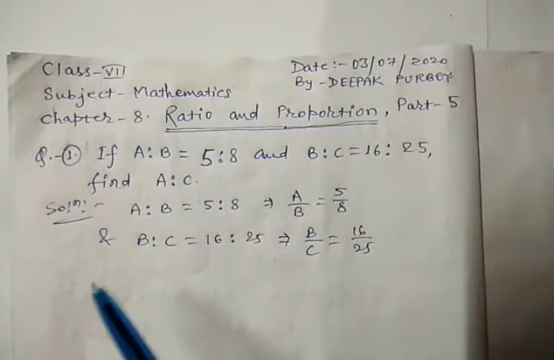 Class-VII
Date:- 03/07/2020
By-DEEPAK PURBEY
Subject- Mathematics
Chapter-8. Ratio and Proportion, Part-5
Q.-① If A:B = 5:8 and B:C=16:25,
find A:C.
Solⁿ:- A:B = 5:8 ⇒ A/B = 5/8
& B:C = 16:25 ⇒ B/C = 16/25